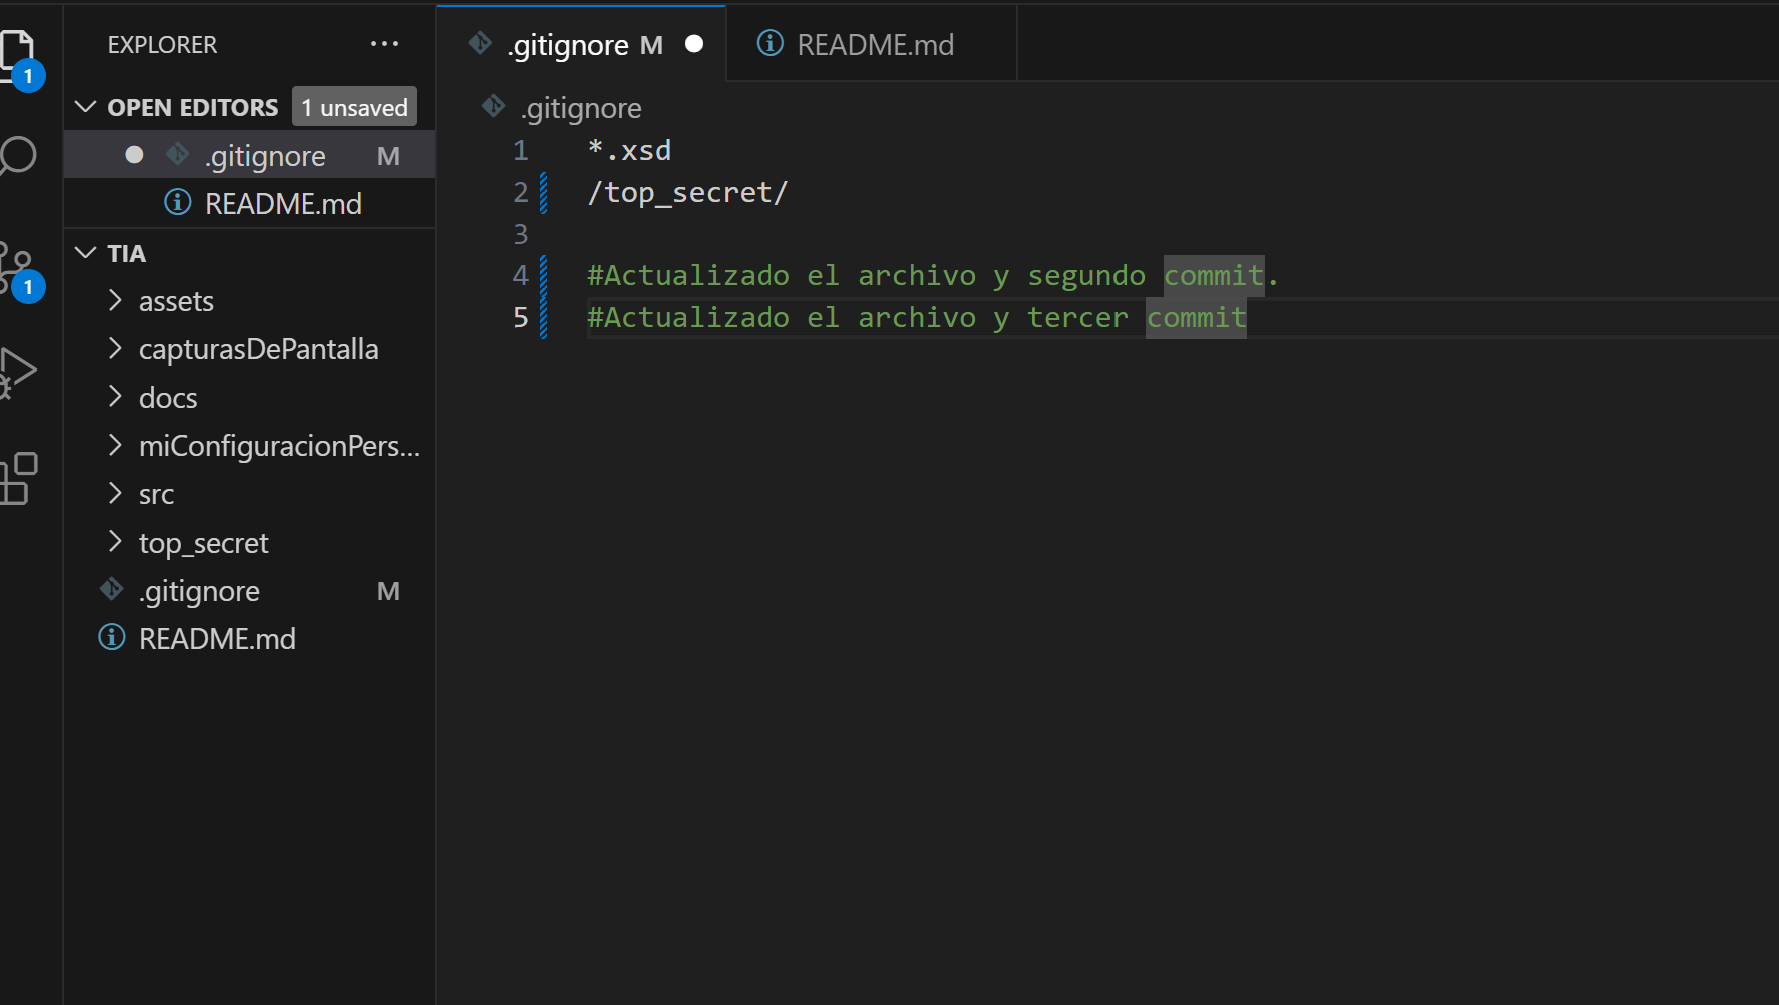 EXPLORER ...
OPEN EDITORS 1 unsaved
.gitignore M
README.md
TIA
assets
capturasDePantalla
docs
miConfiguracionPers...
src
top_secret
.gitignore M
README.md
1
1
.gitignore M
README.md
.gitignore
1 *.xsd
2 /top_secret/
3
4 #Actualizado el archivo y segundo commit.
5 #Actualizado el archivo y tercer commit